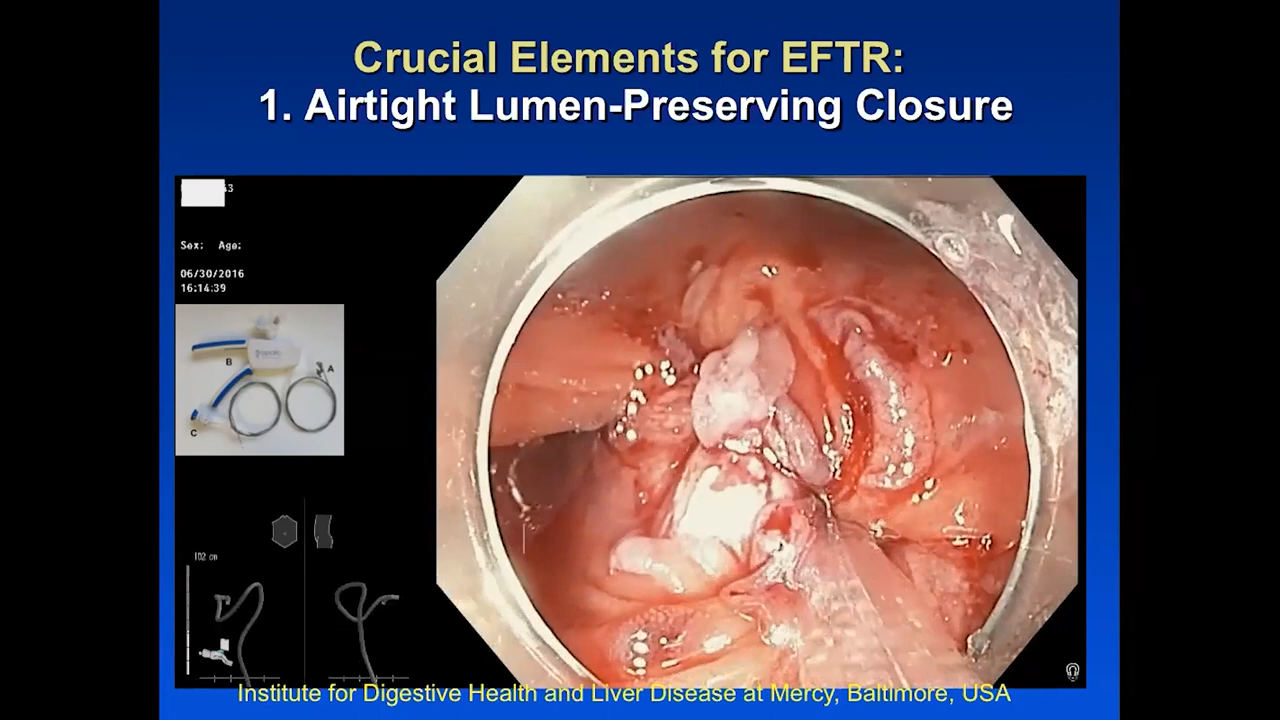 Crucial Elements for EFTR:
1. Airtight Lumen-Preserving Closure
43
Sex: Age:
06/30/2016
16:14:39
B
A
C
102 cm
Institute for Digestive Health and Liver Disease at Mercy, Baltimore, USA